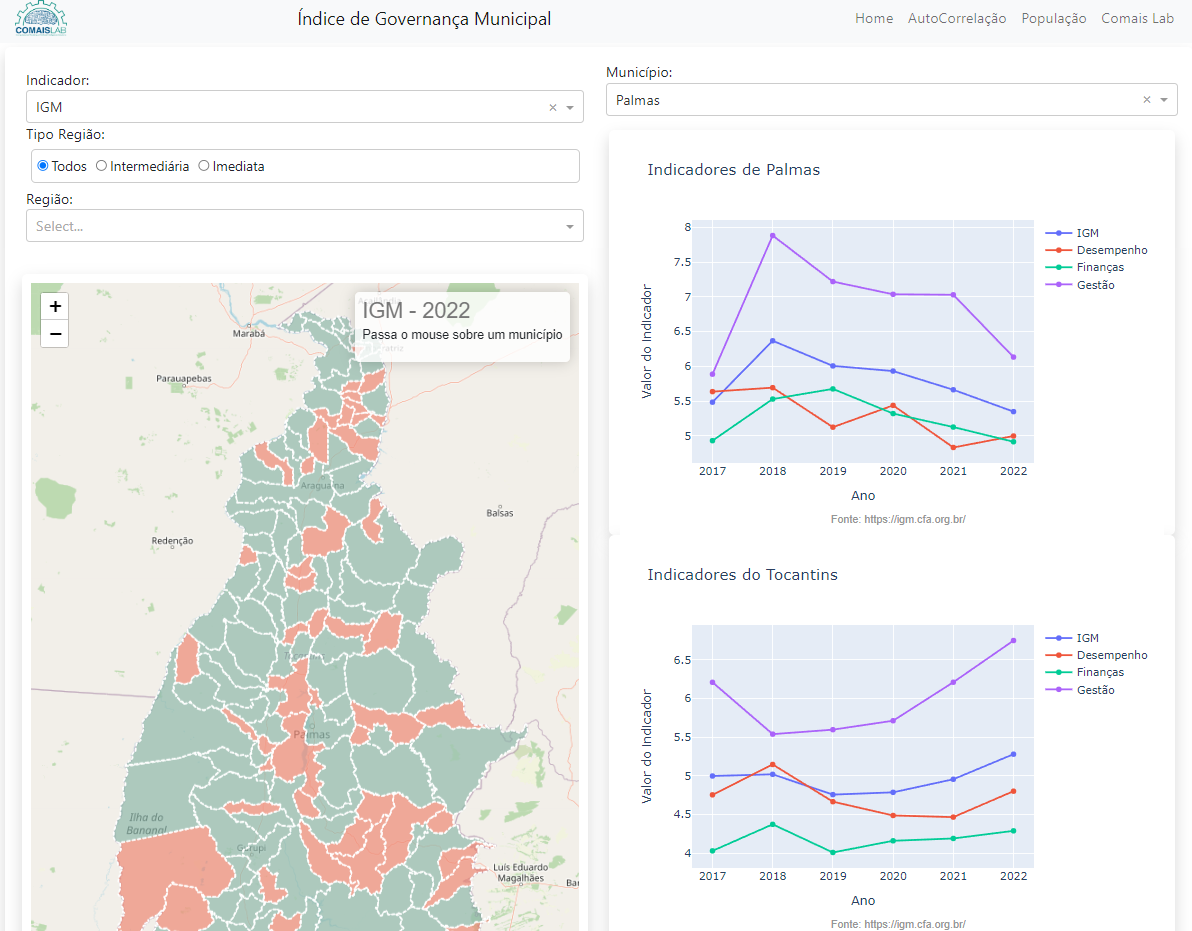 COMAISLAB
Índice de Governança Municipal
Home AutoCorrelação População Comais Lab
Indicador:
IGM
Tipo Região:
Todos Intermediária Imediata
Região:
Select...
+
−
IGM - 2022
Passa o mouse sobre um município
Marabá
Parauapebas
Araguaína
Balsas
Redenção
Palmas
Ilha do
Bananal
Gurupi
Luís Eduardo
Magalhães
Município:
Palmas
Indicadores de Palmas
Valor do Indicador
8
7.5
7
6.5
6
5.5
5
2017 2018 2019 2020 2021 2022
Ano
IGM
Desempenho
Finanças
Gestão
Fonte: https://igm.cfa.org.br/
Indicadores do Tocantins
Valor do Indicador
6.5
6
5.5
5
4.5
4
2017 2018 2019 2020 2021 2022
Ano
IGM
Desempenho
Finanças
Gestão
Fonte: https://igm.cfa.org.br/